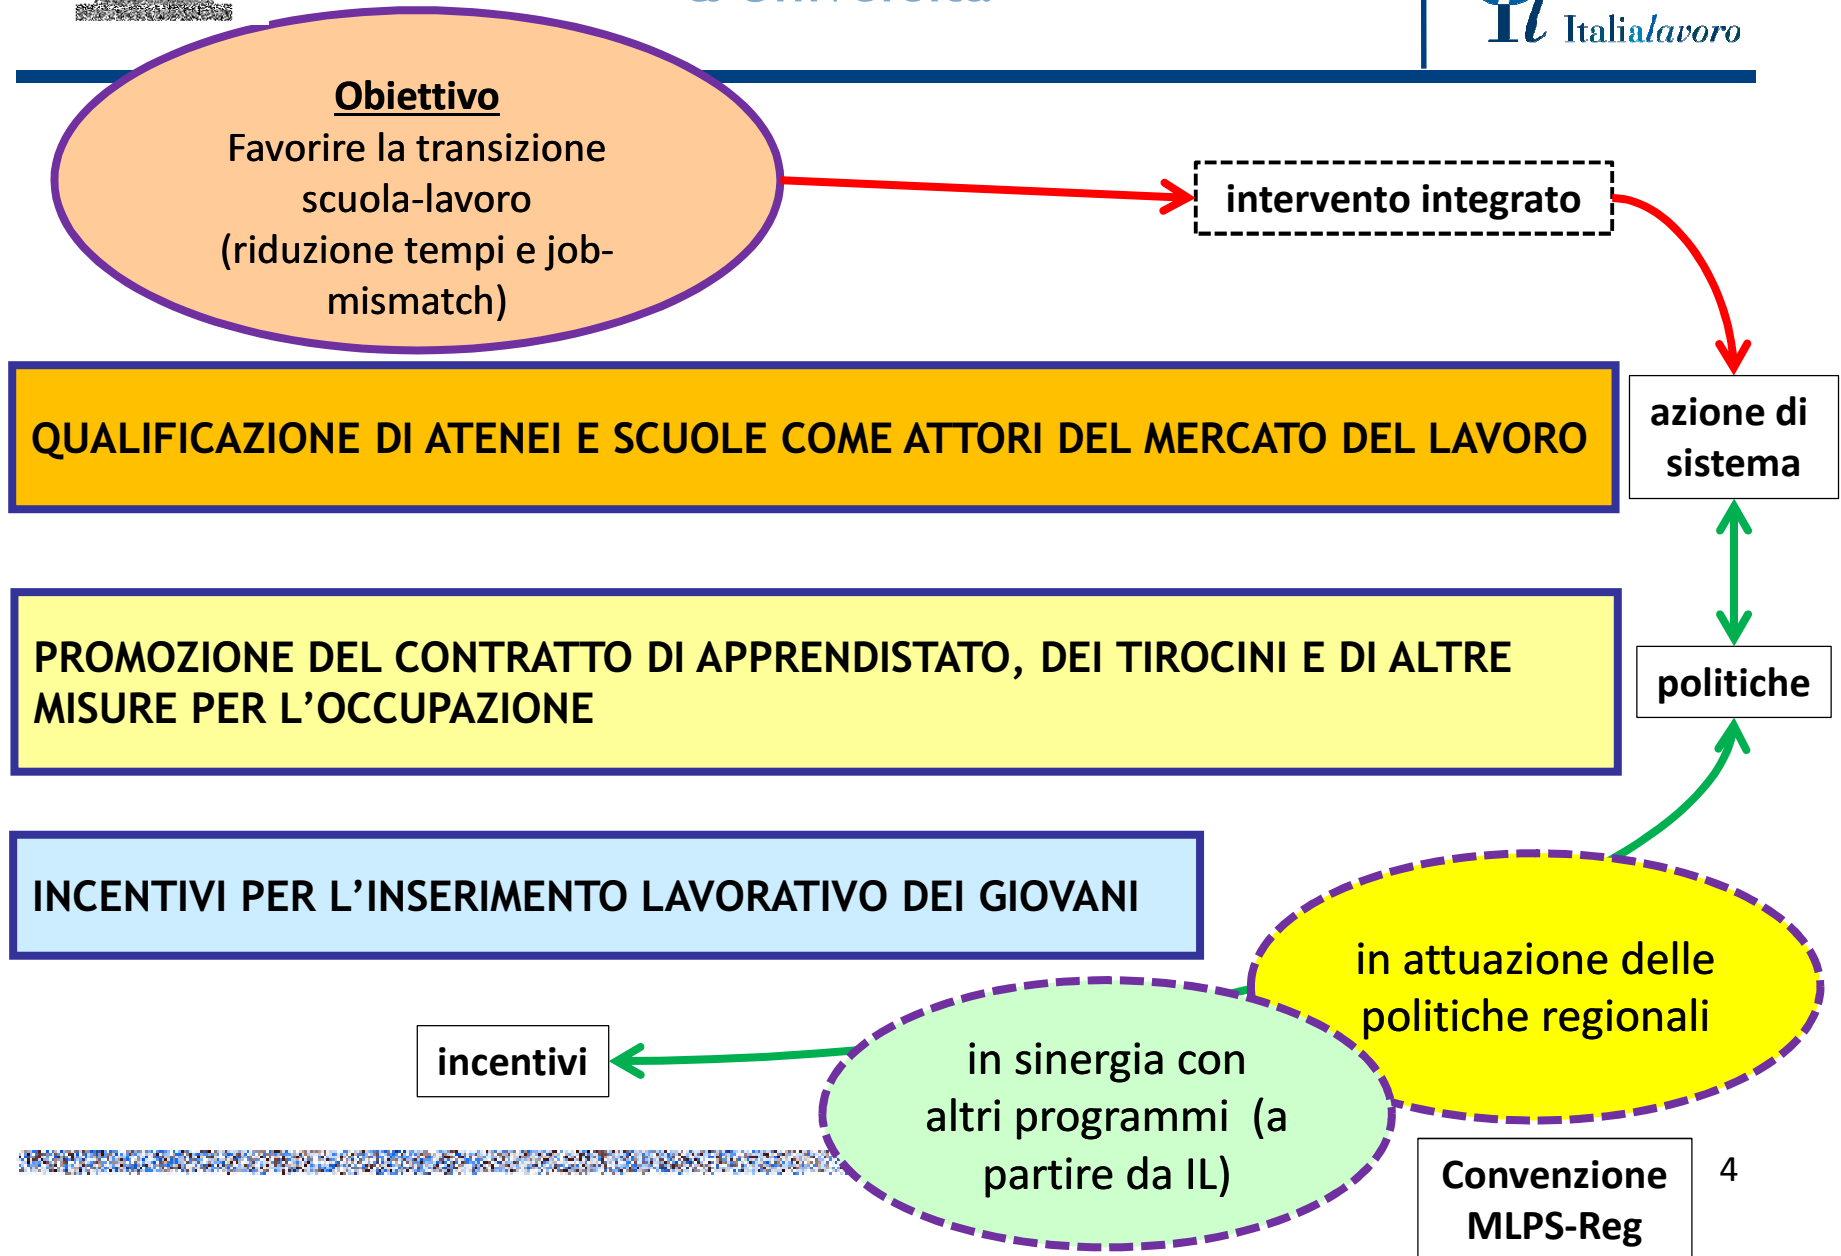 & Università
Italialavoro
Obiettivo
Favorire la transizione
scuola-lavoro
(riduzione tempi e job-
mismatch)
intervento integrato
QUALIFICAZIONE DI ATENEI E SCUOLE COME ATTORI DEL MERCATO DEL LAVORO
azione di
sistema
PROMOZIONE DEL CONTRATTO DI APPRENDISTATO, DEI TIROCINI E DI ALTRE
MISURE PER L’OCCUPAZIONE
politiche
INCENTIVI PER L’INSERIMENTO LAVORATIVO DEI GIOVANI
in attuazione delle
politiche regionali
incentivi
in sinergia con
altri programmi (a
partire da IL)
Convenzione
MLPS-Reg
4